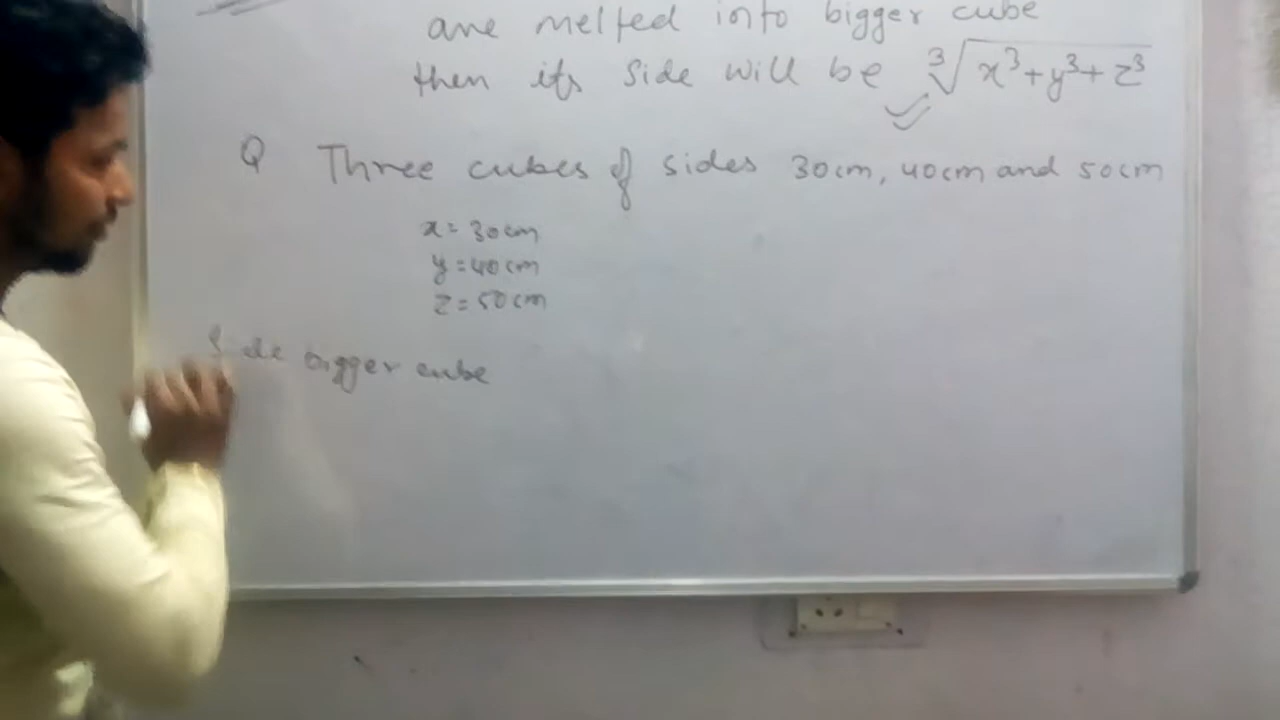 are melted into bigger cube
then its side will be ∛x³+y³+z³
Q Three cubes of sides 30cm, 40cm and 50cm
x = 30cm
y = 40cm
z = 50cm
Side bigger cube